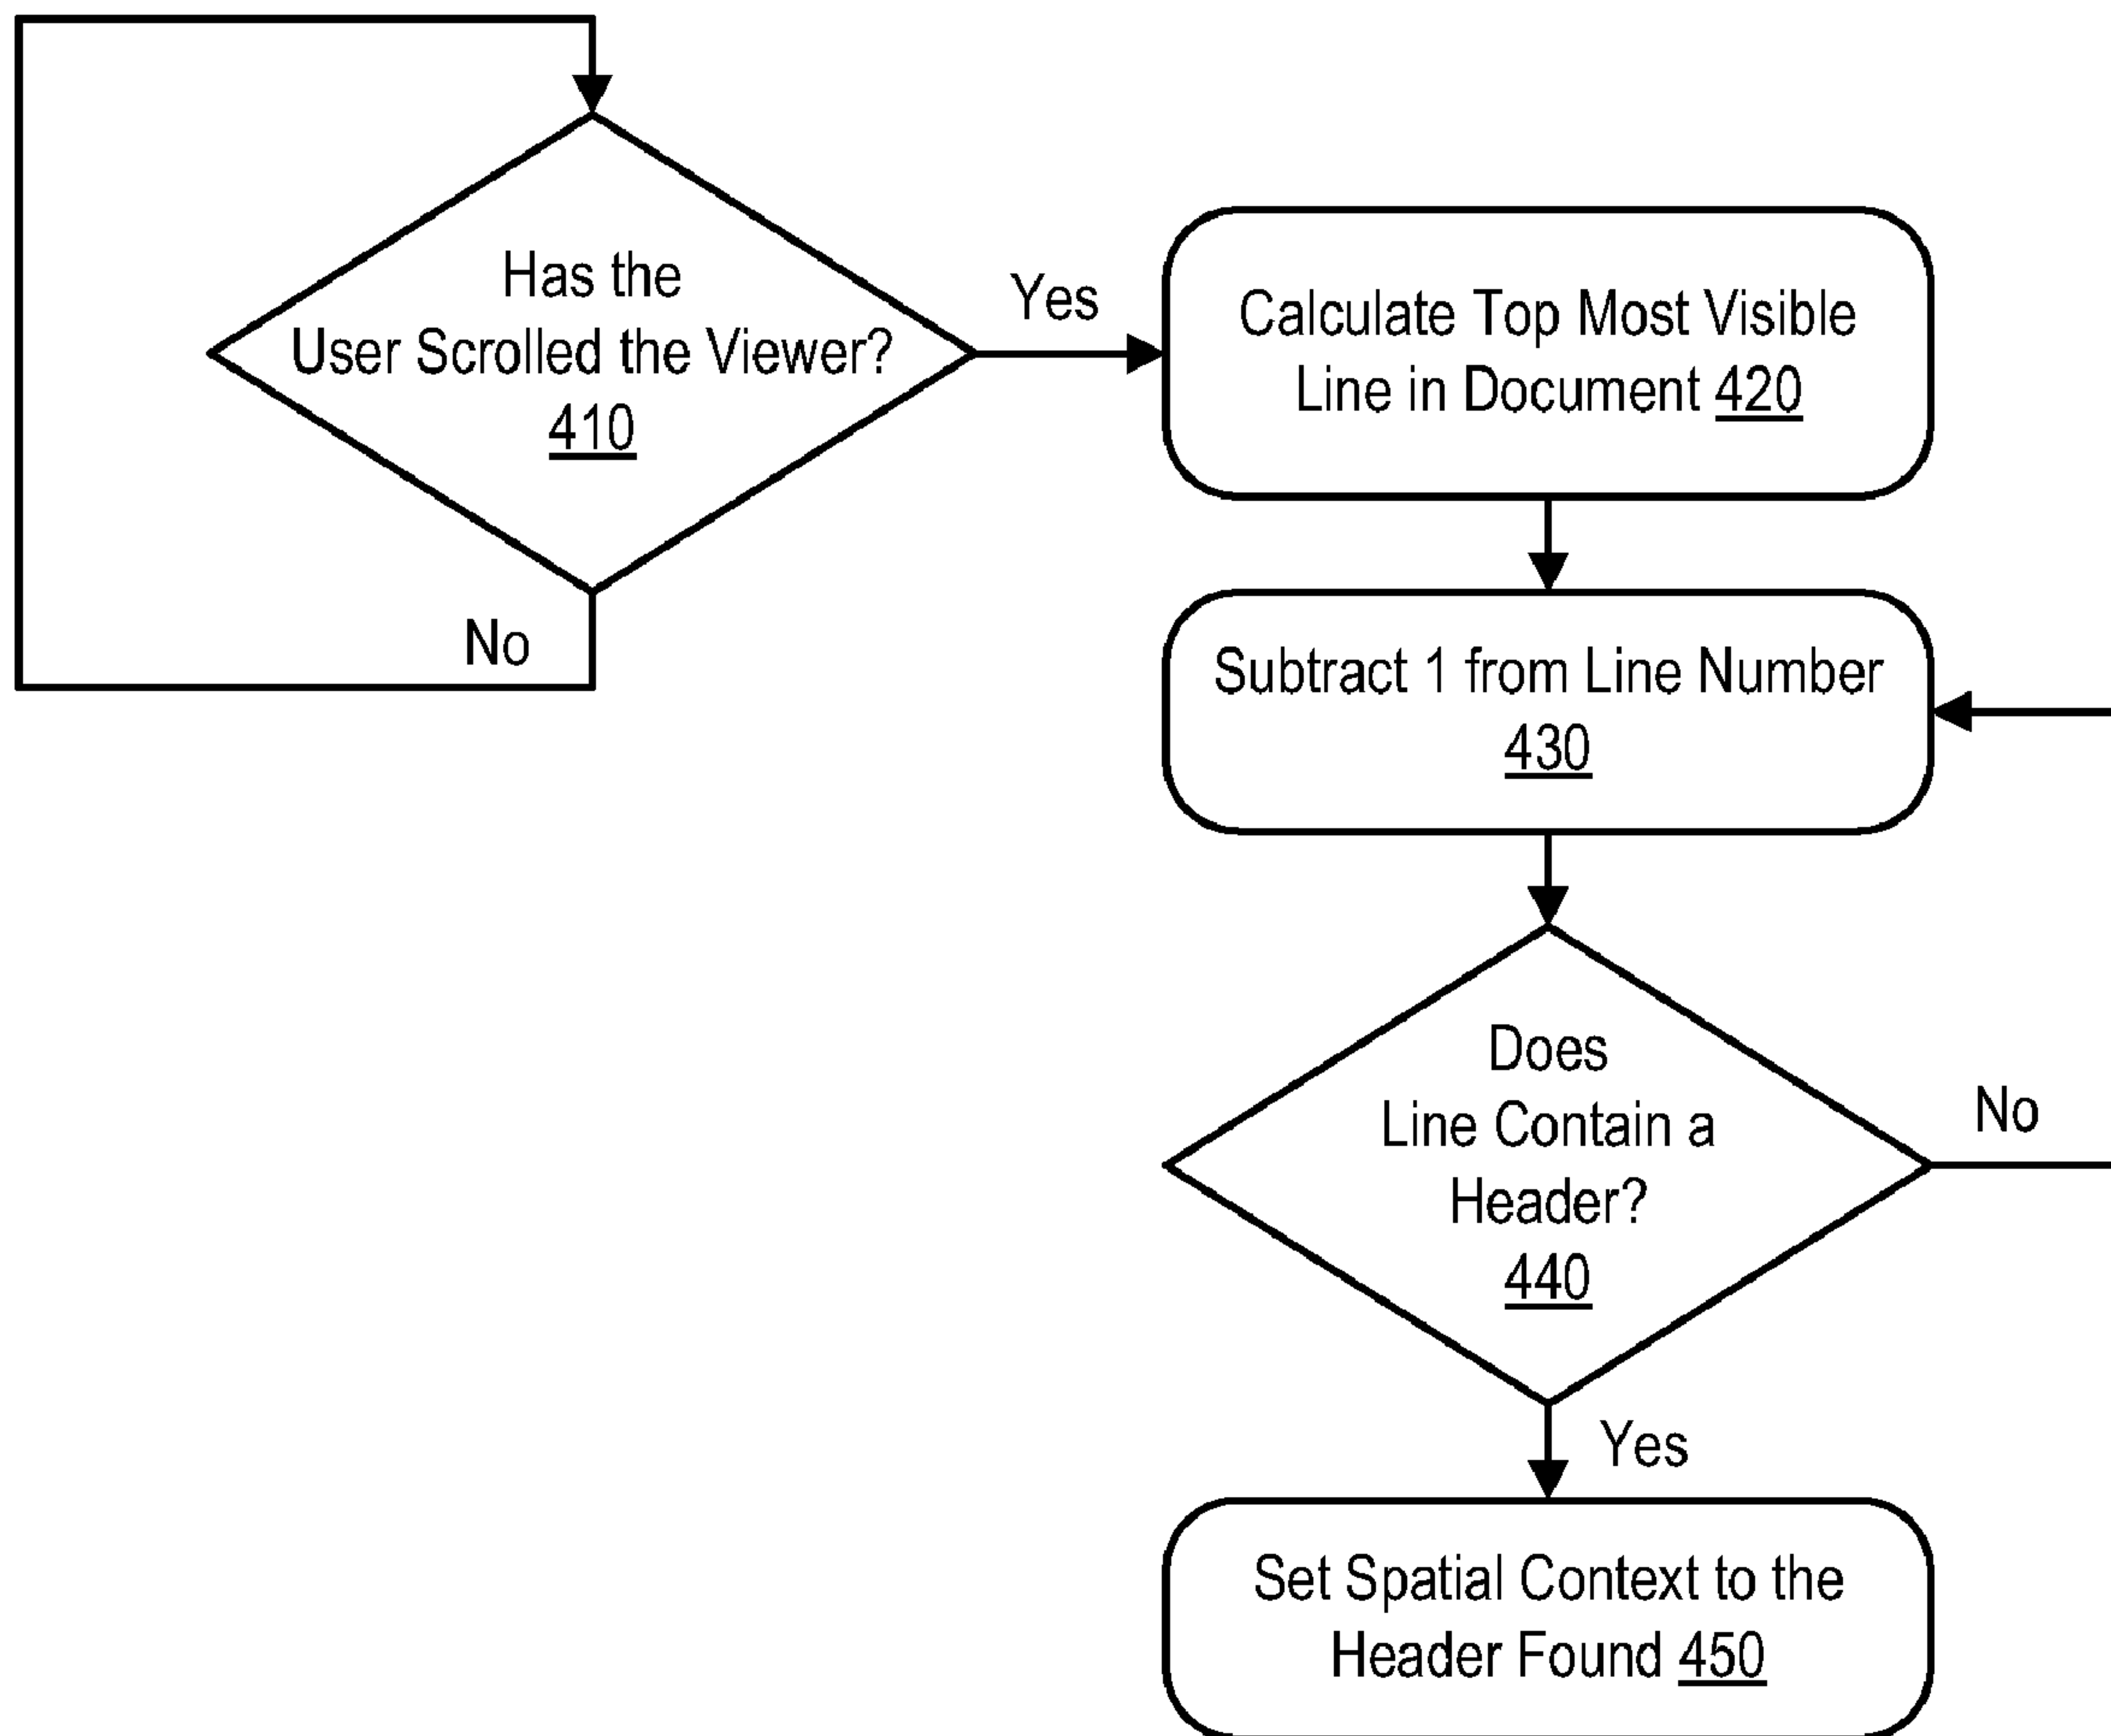 Has the
User Scrolled the Viewer?
410
Yes
No
Calculate Top Most Visible
Line in Document 420
Subtract 1 from Line Number
430
Does
Line Contain a
Header?
440
No
Yes
Set Spatial Context to the
Header Found 450